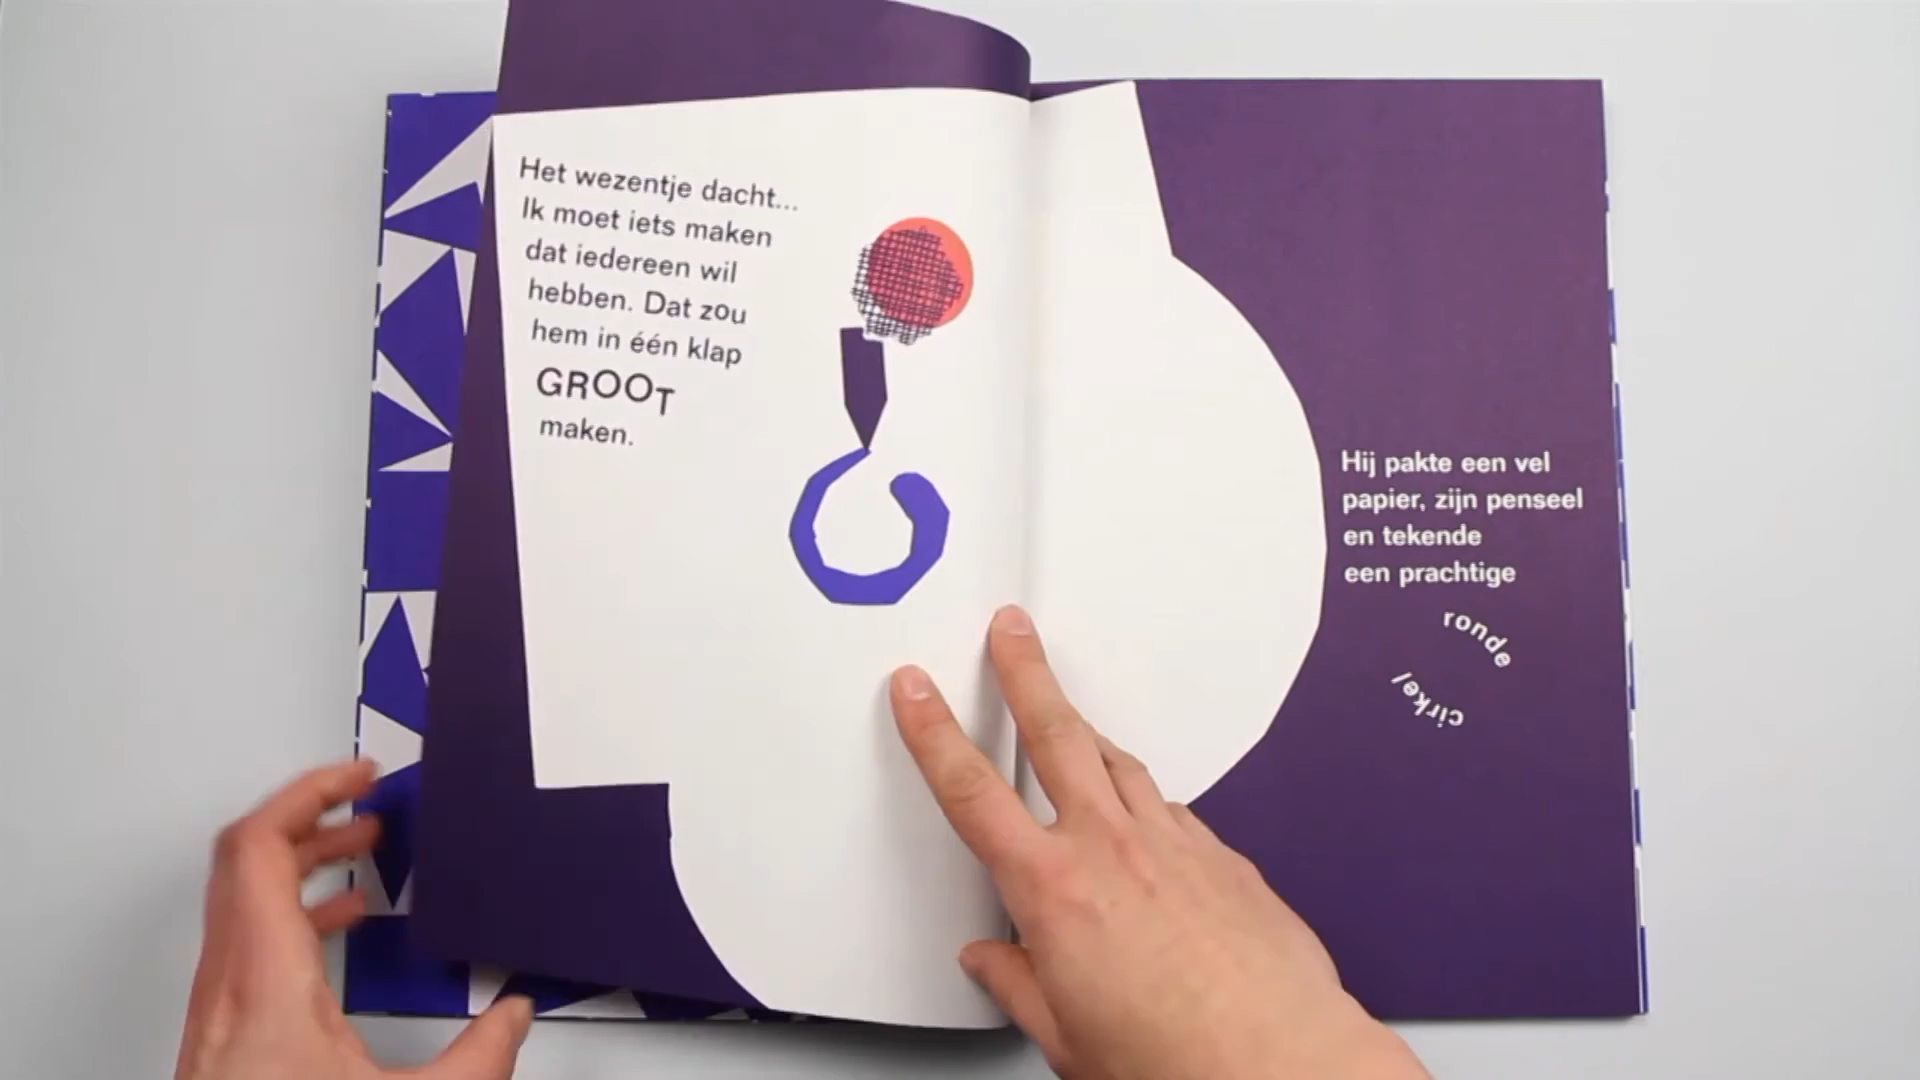 Het wezentje dacht...
Ik moet iets maken
dat iedereen wil
hebben. Dat zou
hem in één klap
GROOT
maken.
Hij pakte een vel
papier, zijn penseel
en tekende
een prachtige
ronde
cirkel